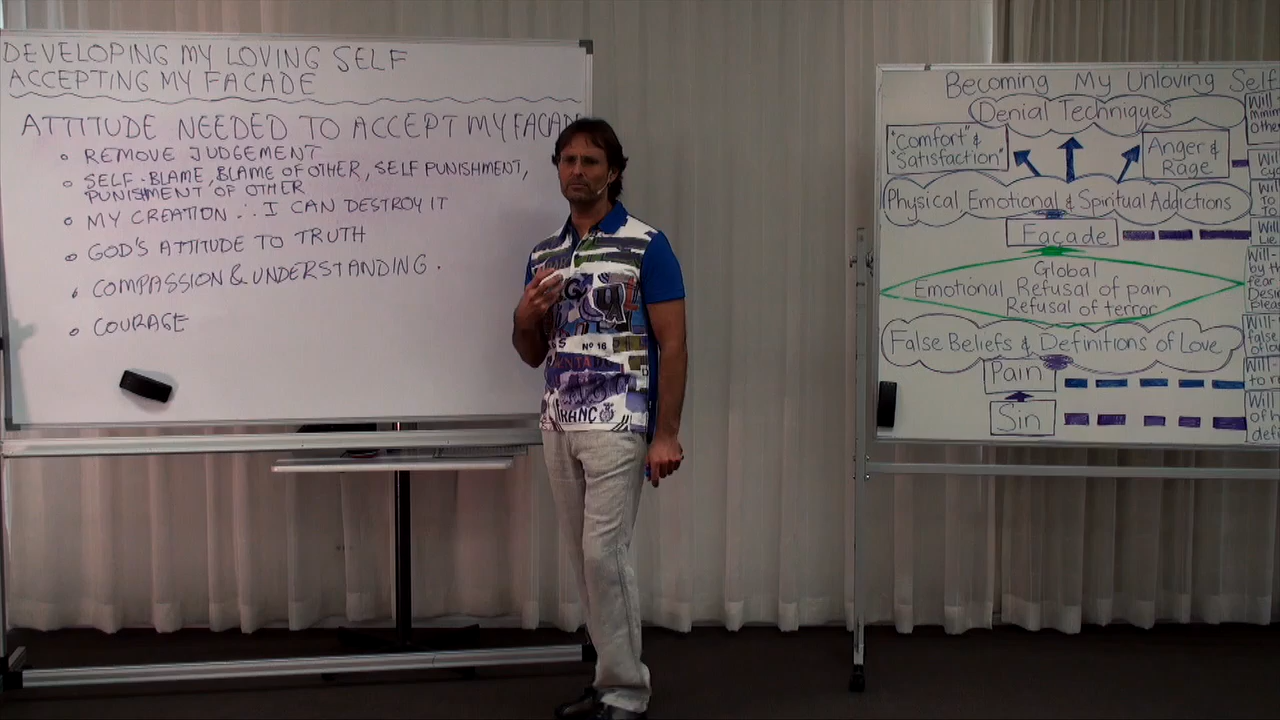 DEVELOPING MY LOVING SELF
ACCEPTING MY FACADE
ATTITUDE NEEDED TO ACCEPT MY FACAD
REMOVE JUDGEMENT
SELF-BLAME, BLAME OF OTHER, SELF PUNISHMENT,
PUNISHMENT OF OTHER
MY CREATION ∴ I CAN DESTROY IT
GOD'S ATTITUDE TO TRUTH
COMPASSION & UNDERSTANDING.
COURAGE
Nº 16
Becoming My Unloving Self
Denial Techniques
"Comfort" &
"Satisfaction"
Anger &
Rage
Physical, Emotional & Spiritual Addictions
Facade
Global
Emotional Refusal of pain
Refusal of terror
False Beliefs & Definitions of Love
Pain
Sin
Will